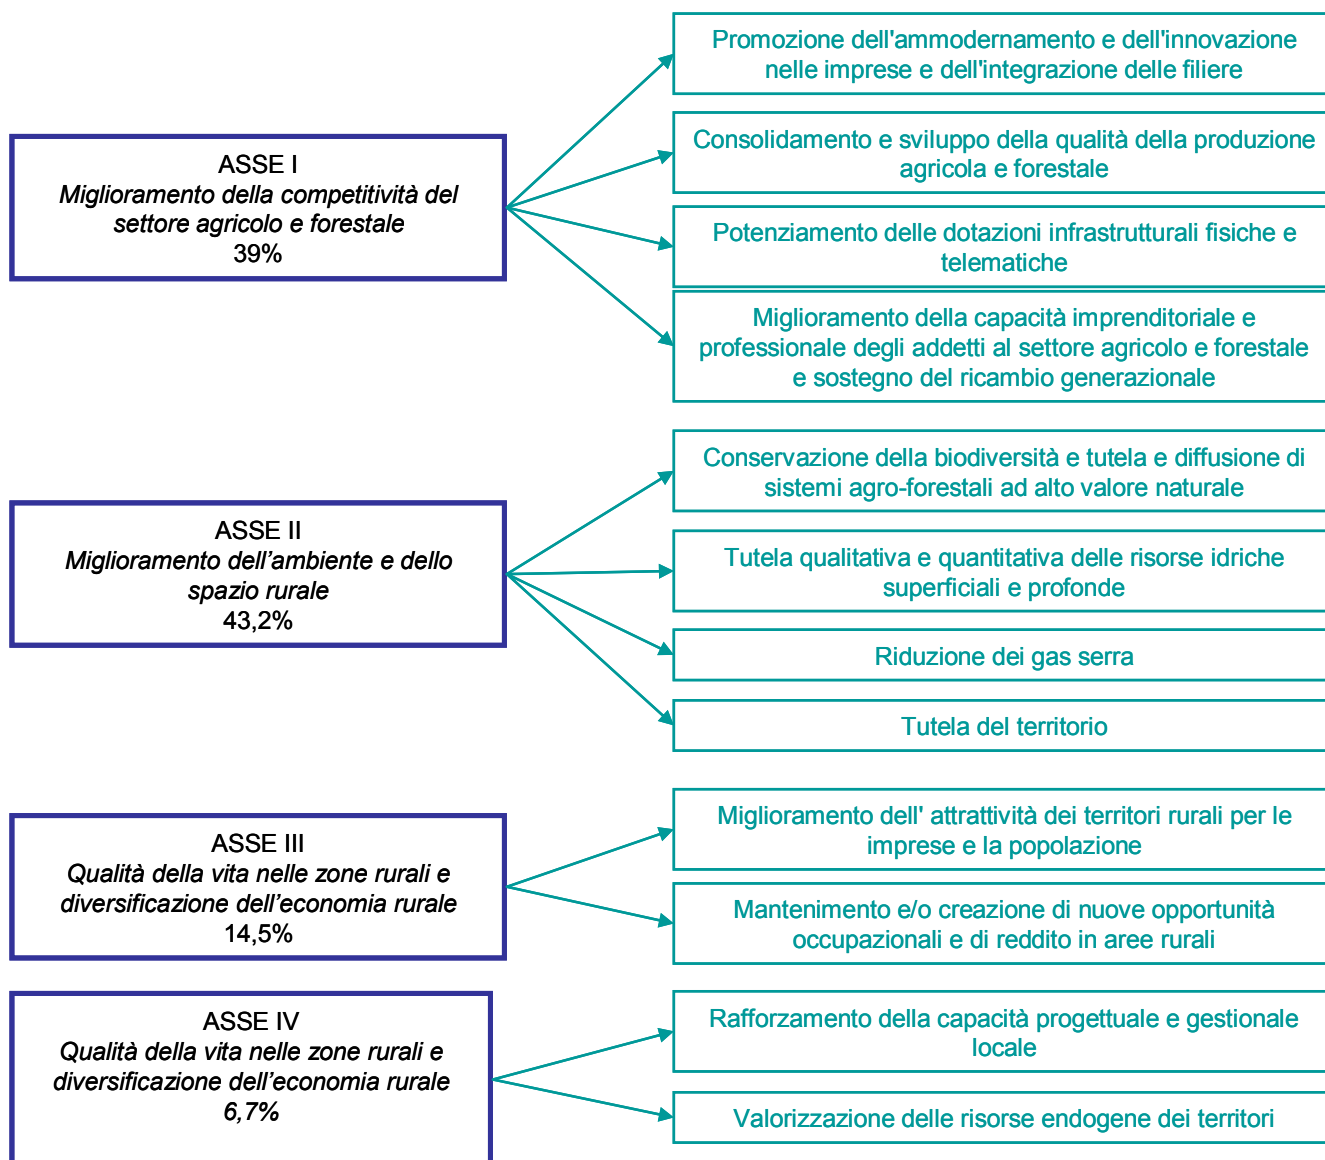 ASSE I
Miglioramento della competitività del
settore agricolo e forestale
39%
Promozione dell'ammodernamento e dell'innovazione
nelle imprese e dell'integrazione delle filiere
Consolidamento e sviluppo della qualità della produzione
agricola e forestale
Potenziamento delle dotazioni infrastrutturali fisiche e
telematiche
Miglioramento della capacità imprenditoriale e
professionale degli addetti al settore agricolo e forestale
e sostegno del ricambio generazionale
ASSE II
Miglioramento dell’ambiente e dello
spazio rurale
43,2%
Conservazione della biodiversità e tutela e diffusione di
sistemi agro-forestali ad alto valore naturale
Tutela qualitativa e quantitativa delle risorse idriche
superficiali e profonde
Riduzione dei gas serra
Tutela del territorio
ASSE III
Qualità della vita nelle zone rurali e
diversificazione dell’economia rurale
14,5%
Miglioramento dell' attrattività dei territori rurali per le
imprese e la popolazione
Mantenimento e/o creazione di nuove opportunità
occupazionali e di reddito in aree rurali
ASSE IV
Qualità della vita nelle zone rurali e
diversificazione dell’economia rurale
6,7%
Rafforzamento della capacità progettuale e gestionale
locale
Valorizzazione delle risorse endogene dei territori